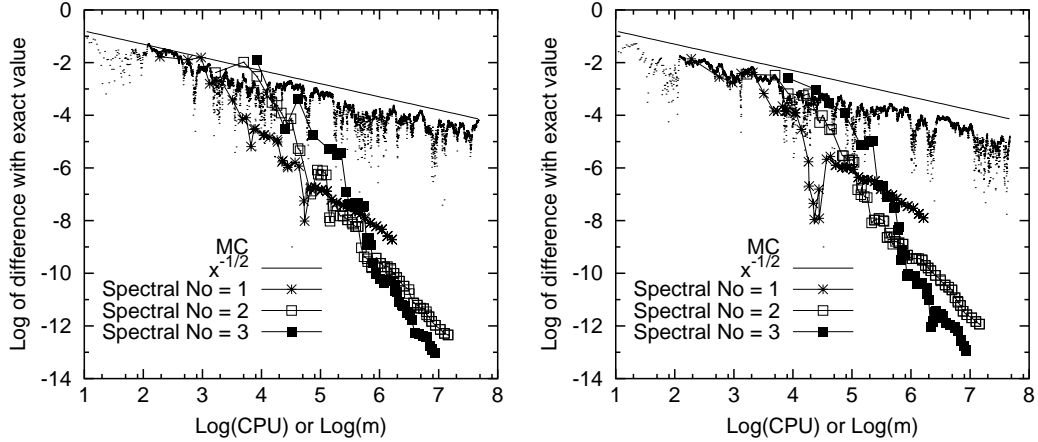 Log of difference with exact value
0
-2
-4
-6
-8
-10
-12
-14
MC
x^-1/2
Spectral No = 1
Spectral No = 2
Spectral No = 3
1 2 3 4 5 6 7 8
Log(CPU) or Log(m)
Log of difference with exact value
0
-2
-4
-6
-8
-10
-12
-14
MC
x^-1/2
Spectral No = 1
Spectral No = 2
Spectral No = 3
1 2 3 4 5 6 7 8
Log(CPU) or Log(m)